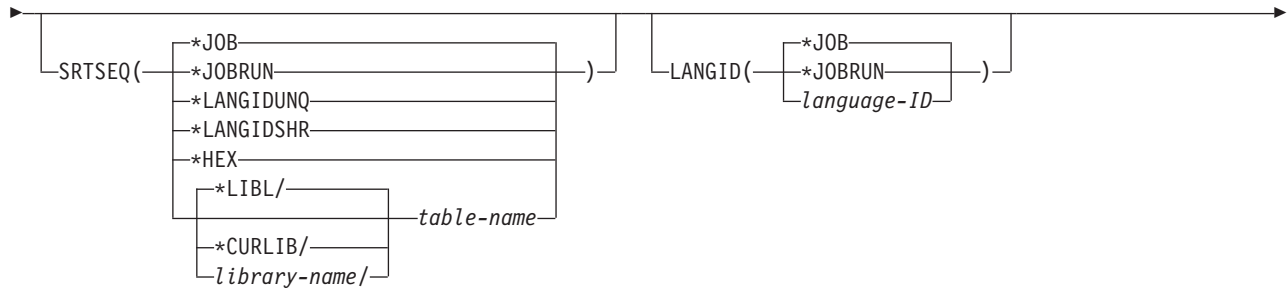 *JOB
SRTSEQ( *JOBRUN )
*LANGIDUNQ
*LANGIDSHR
*HEX
*LIBL/
table-name
*CURLIB/
library-name/
*JOB
LANGID( *JOBRUN )
language-ID